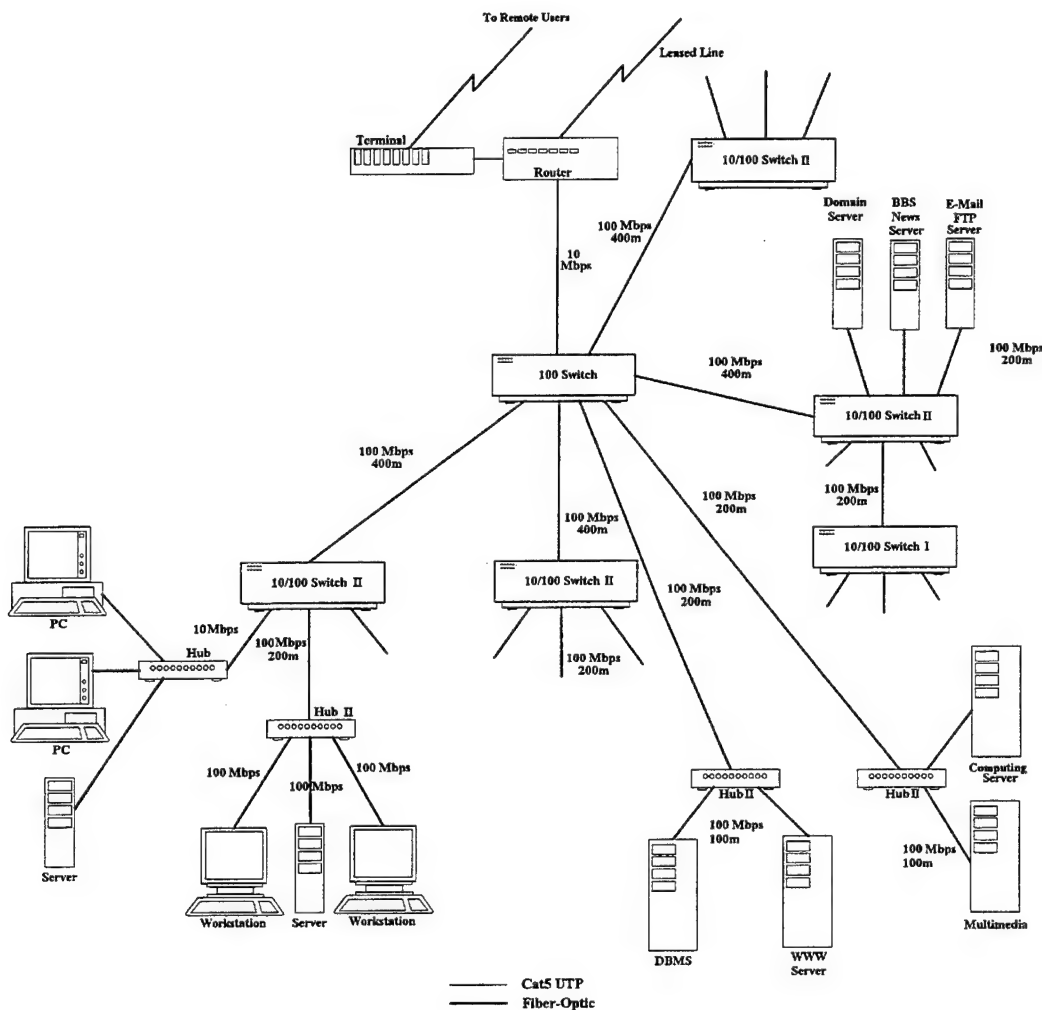 To Remote Users
Leased Line
Terminal
Router
10/100 Switch II
Domain
Server
BBS
News
Server
E-Mail
FTP
Server
100 Mbps
400m
10
Mbps
100 Mbps
200m
100 Switch
100 Mbps
400m
10/100 Switch II
100 Mbps
400m
100 Mbps
200m
100 Mbps
200m
100 Mbps
400m
10/100 Switch I
10/100 Switch II
10/100 Switch II
100 Mbps
200m
PC
10Mbps
100Mbps
200m
Hub
100 Mbps
200m
Hub II
PC
100 Mbps
100 Mbps
100 Mbps
Computing
Server
Hub II
Hub II
100 Mbps
100m
100 Mbps
100m
Server
Workstation
Server
Workstation
Multimedia
DBMS
WWW
Server
Cat5 UTP
Fiber-Optic